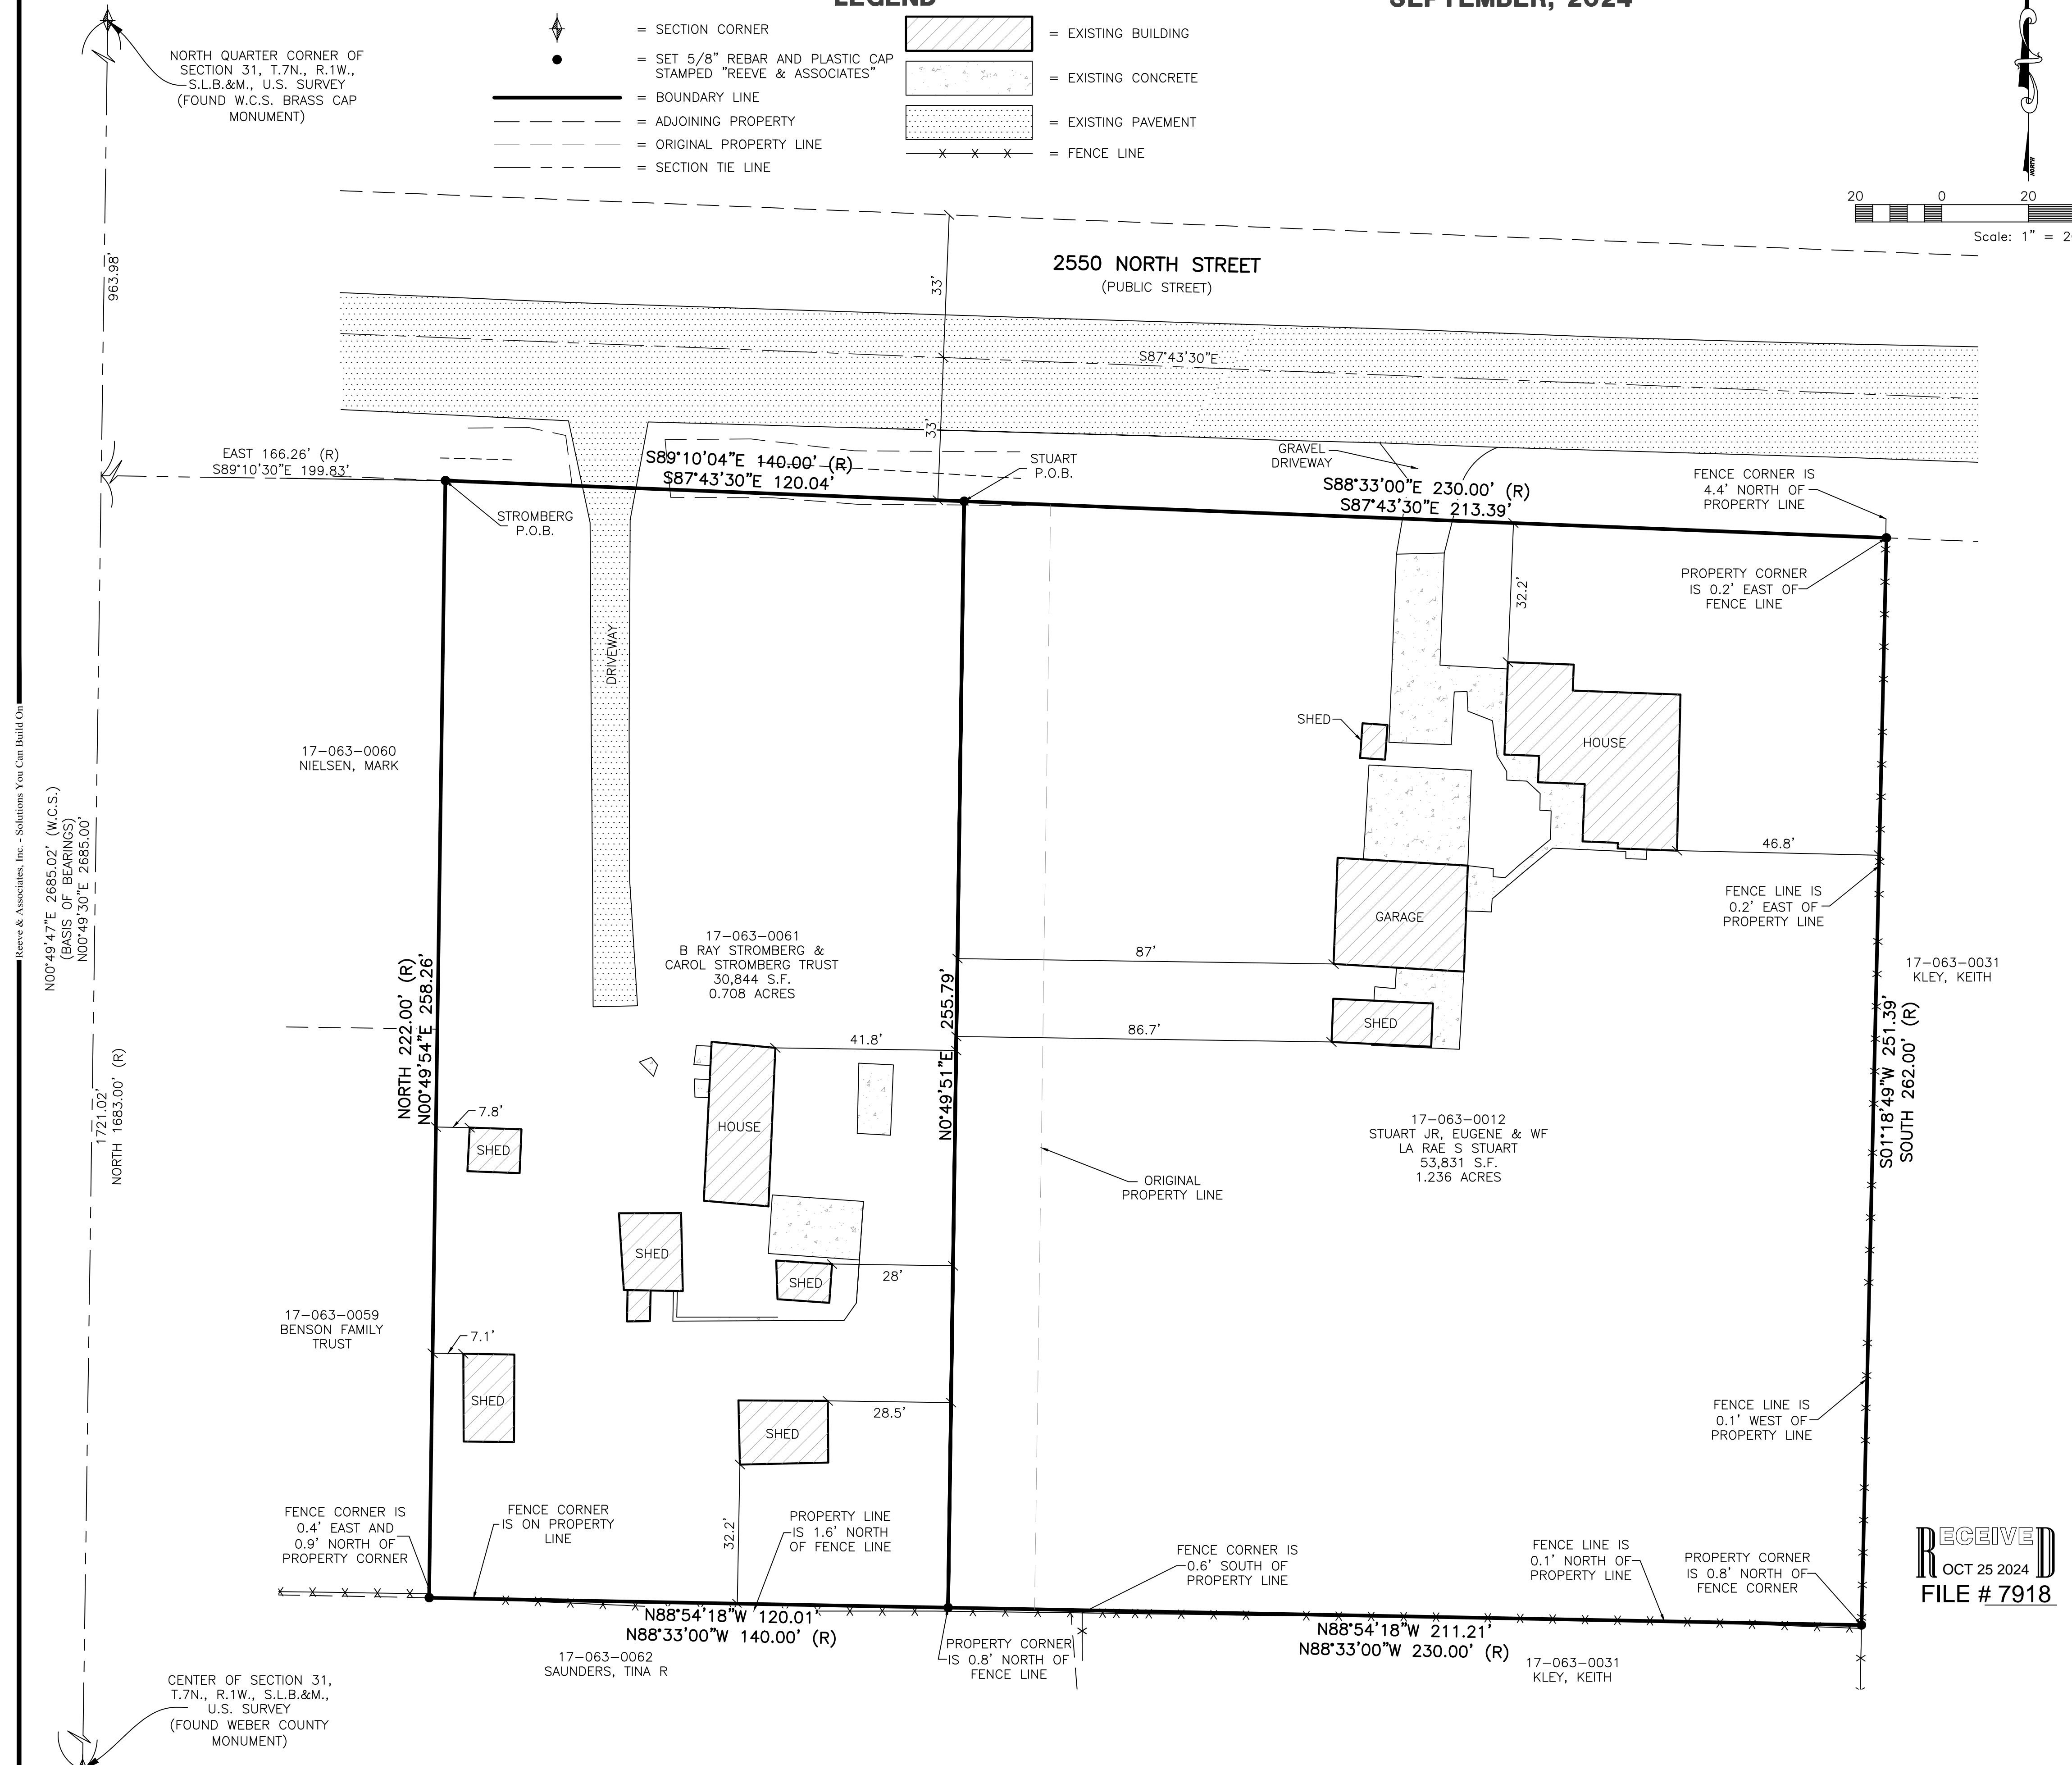 LEGEND
SEPTEMBER, 2024
= SECTION CORNER
= SET 5/8" REBAR AND PLASTIC CAP
STAMPED "REEVE & ASSOCIATES"
= BOUNDARY LINE
= ADJOINING PROPERTY
= ORIGINAL PROPERTY LINE
= SECTION TIE LINE
= EXISTING BUILDING
= EXISTING CONCRETE
= EXISTING PAVEMENT
= FENCE LINE
NORTH
20
0
20
Scale: 1" = 2
NORTH QUARTER CORNER OF
SECTION 31, T.7N., R.1W.,
S.L.B.&M., U.S. SURVEY
(FOUND W.C.S. BRASS CAP
MONUMENT)
963.98'
2550 NORTH STREET
(PUBLIC STREET)
33'
S87°43'30"E
33'
EAST 166.26' (R)
S89°10'30"E 199.83'
STROMBERG
P.O.B.
S89°10'04"E 140.00' (R)
S87°43'30"E 120.04'
STUART
P.O.B.
GRAVEL
DRIVEWAY
S88°33'00"E 230.00' (R)
S87°43'30"E 213.39'
FENCE CORNER IS
4.4' NORTH OF
PROPERTY LINE
PROPERTY CORNER
IS 0.2' EAST OF
FENCE LINE
32.2'
DRIVEWAY
SHED
HOUSE
17-063-0060
NIELSEN, MARK
Reeve & Associates, Inc. - Solutions You Can Build On
N00°49'47"E 2685.02' (W.C.S.)
(BASIS OF BEARINGS)
N00°49'30"E 2685.00'
46.8'
FENCE LINE IS
0.2' EAST OF
PROPERTY LINE
GARAGE
17-063-0061
B RAY STROMBERG &
CAROL STROMBERG TRUST
30,844 S.F.
0.708 ACRES
87'
17-063-0031
KLEY, KEITH
NORTH 222.00' (R)
N00°49'54"E 258.26'
N0°49'51"E 255.79'
SHED
86.7'
S01°18'49"W 251.39'
SOUTH 262.00' (R)
41.8'
1721.02'
NORTH 1683.00' (R)
7.8'
SHED
HOUSE
17-063-0012
STUART JR, EUGENE & WF
LA RAE S STUART
53,831 S.F.
1.236 ACRES
ORIGINAL
PROPERTY LINE
SHED
SHED
28'
17-063-0059
BENSON FAMILY
TRUST
7.1'
SHED
28.5'
SHED
FENCE LINE IS
0.1' WEST OF
PROPERTY LINE
FENCE CORNER IS
0.4' EAST AND
0.9' NORTH OF
PROPERTY CORNER
FENCE CORNER
IS ON PROPERTY
LINE
32.2'
PROPERTY LINE
IS 1.6' NORTH
OF FENCE LINE
FENCE CORNER IS
0.6' SOUTH OF
PROPERTY LINE
FENCE LINE IS
0.1' NORTH OF
PROPERTY LINE
PROPERTY CORNER
IS 0.8' NORTH OF
FENCE CORNER
RECEIVED
OCT 25 2024
FILE # 7918
N88°54'18"W 120.01'
N88°33'00"W 140.00' (R)
PROPERTY CORNER
IS 0.8' NORTH OF
FENCE LINE
N88°54'18"W 211.21'
N88°33'00"W 230.00' (R)
17-063-0062
SAUNDERS, TINA R
17-063-0031
KLEY, KEITH
CENTER OF SECTION 31,
T.7N., R.1W., S.L.B.&M.,
U.S. SURVEY
(FOUND WEBER COUNTY
MONUMENT)